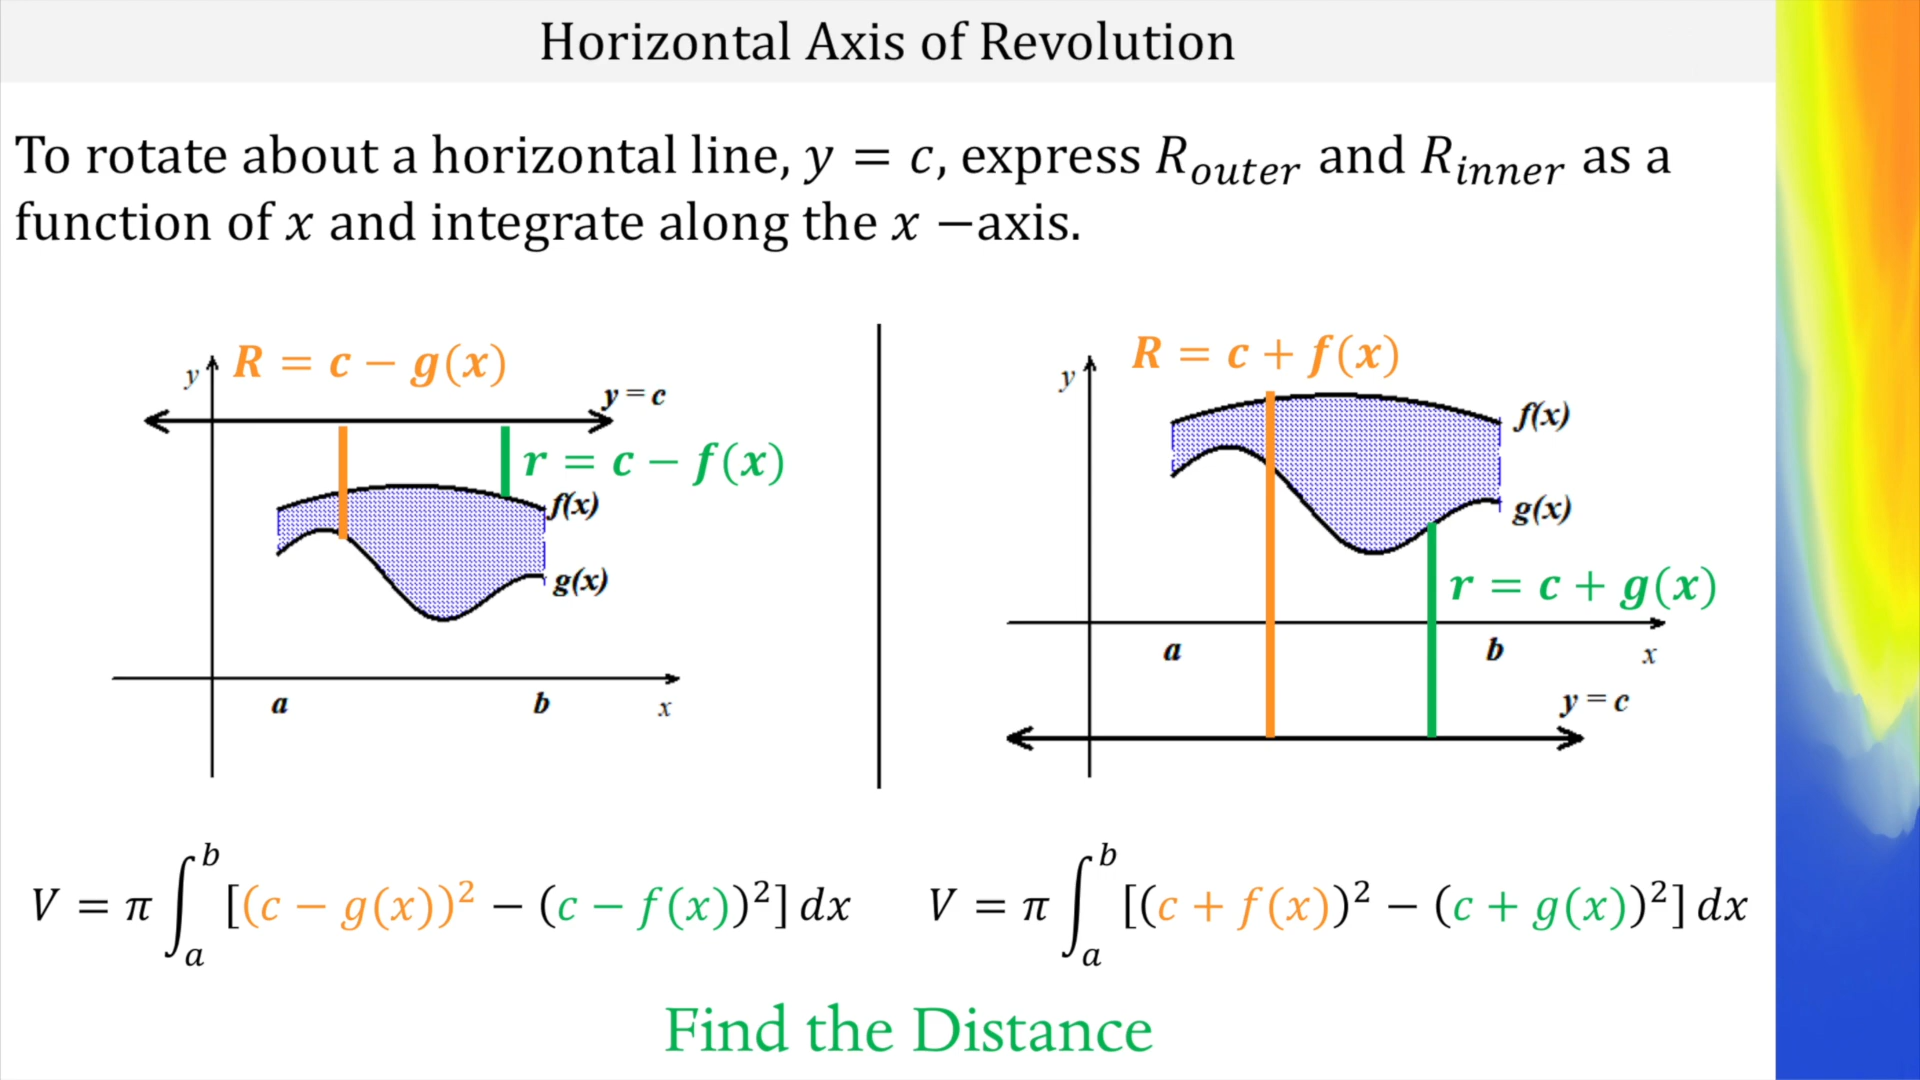 Horizontal Axis of Revolution
To rotate about a horizontal line, y = c, express R_outer and R_inner as a
function of x and integrate along the x −axis.
y
R = c − g(x)
y = c
r = c − f(x)
f(x)
g(x)
a
b
x
y
R = c + f(x)
f(x)
g(x)
r = c + g(x)
a
b
x
y = c
V = π ∫_a^b [(c − g(x))² − (c − f(x))²] dx
V = π ∫_a^b [(c + f(x))² − (c + g(x))²] dx
Find the Distance